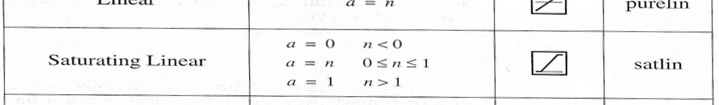 Linear a = n purelin
a = 0 n < 0
Saturating Linear a = n 0 ≤ n ≤ 1 satlin
a = 1 n > 1